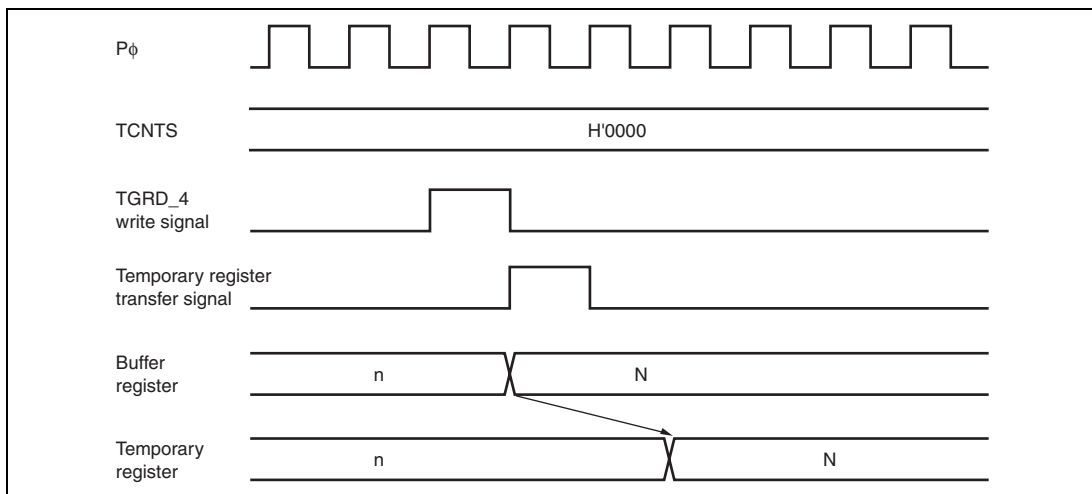 Pϕ
TCNTS
H'0000
TGRD_4
write signal
Temporary register
transfer signal
Buffer
register
n
N
Temporary
register
n
N